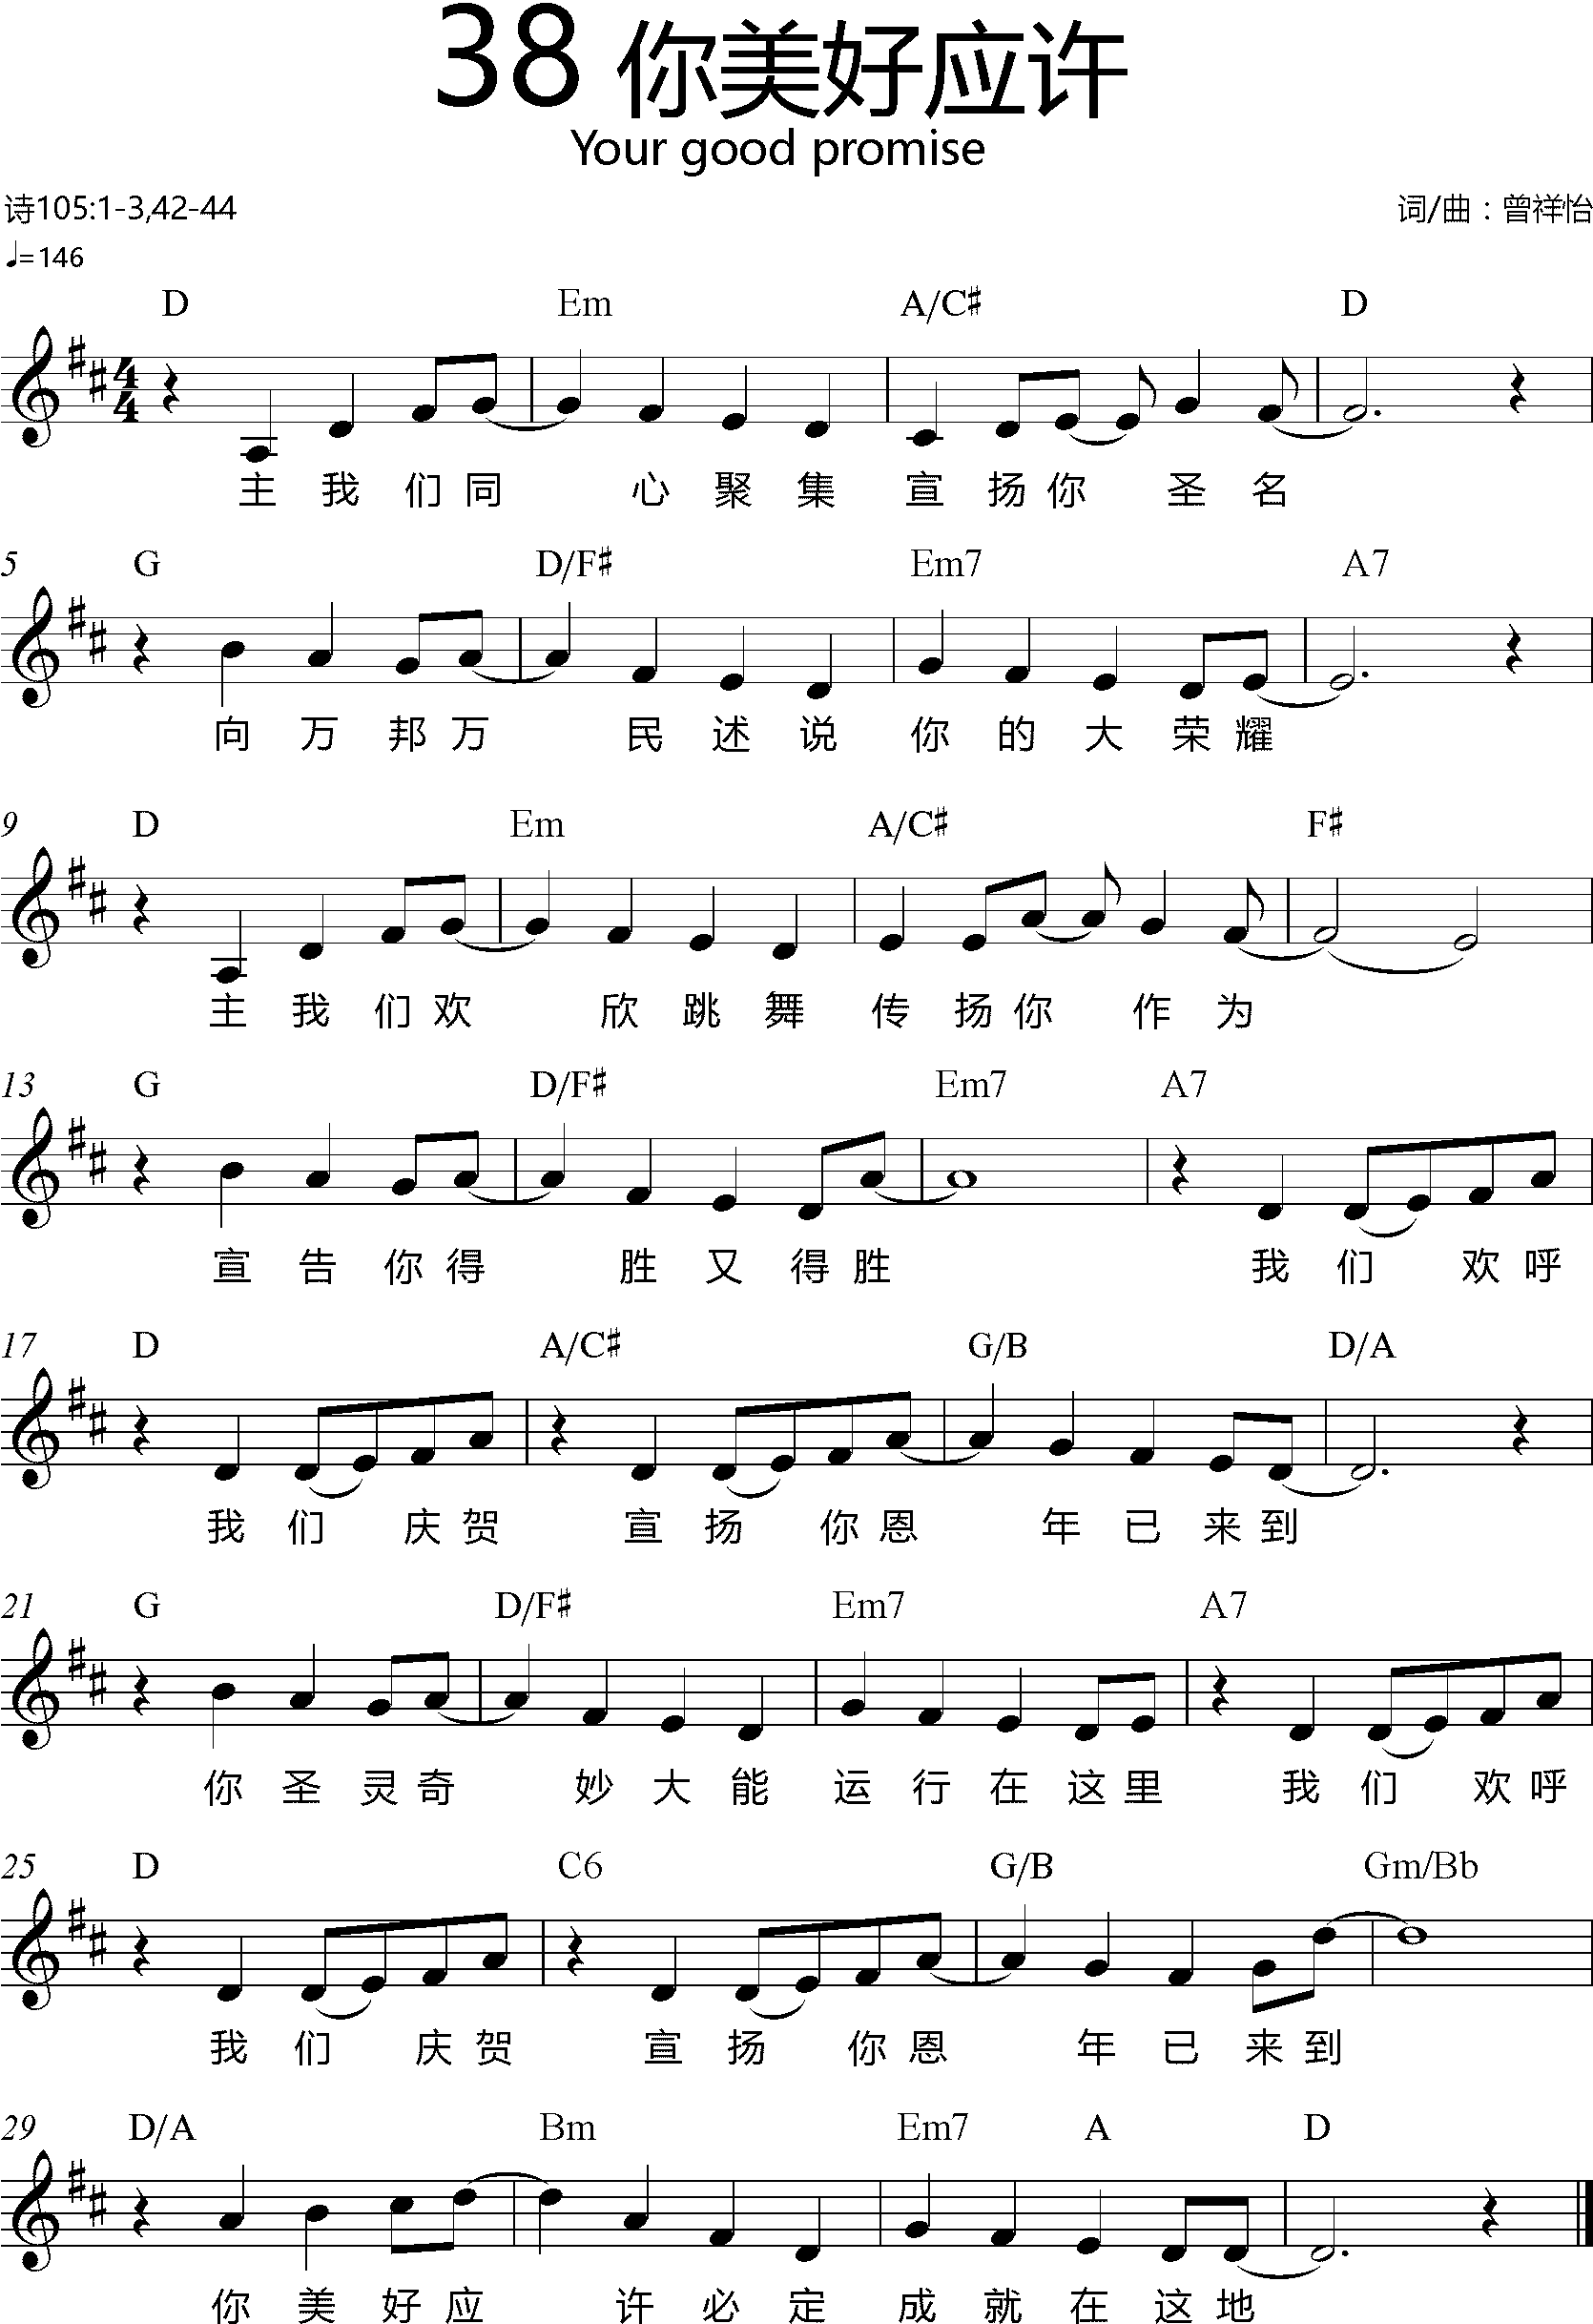 38 你美好应许
Your good promise
诗105:1-3,42-44
词/曲：曾祥怡
♩=146
D Em A/C♯ D
4/4
主 我 们 同 心 聚 集 宣 扬 你 圣 名
5 G D/F♯ Em7 A7
向 万 邦 万 民 述 说 你 的 大 荣 耀
9 D Em A/C♯ F♯
主 我 们 欢 欣 跳 舞 传 扬 你 作 为
13 G D/F♯ Em7 A7
宣 告 你 得 胜 又 得 胜 我 们 欢 呼
17 D A/C♯ G/B D/A
我 们 庆 贺 宣 扬 你 恩 年 已 来 到
21 G D/F♯ Em7 A7
你 圣 灵 奇 妙 大 能 运 行 在 这 里 我 们 欢 呼
25 D C6 G/B Gm/Bb
我 们 庆 贺 宣 扬 你 恩 年 已 来 到
29 D/A Bm Em7 A D
你 美 好 应 许 必 定 成 就 在 这 地